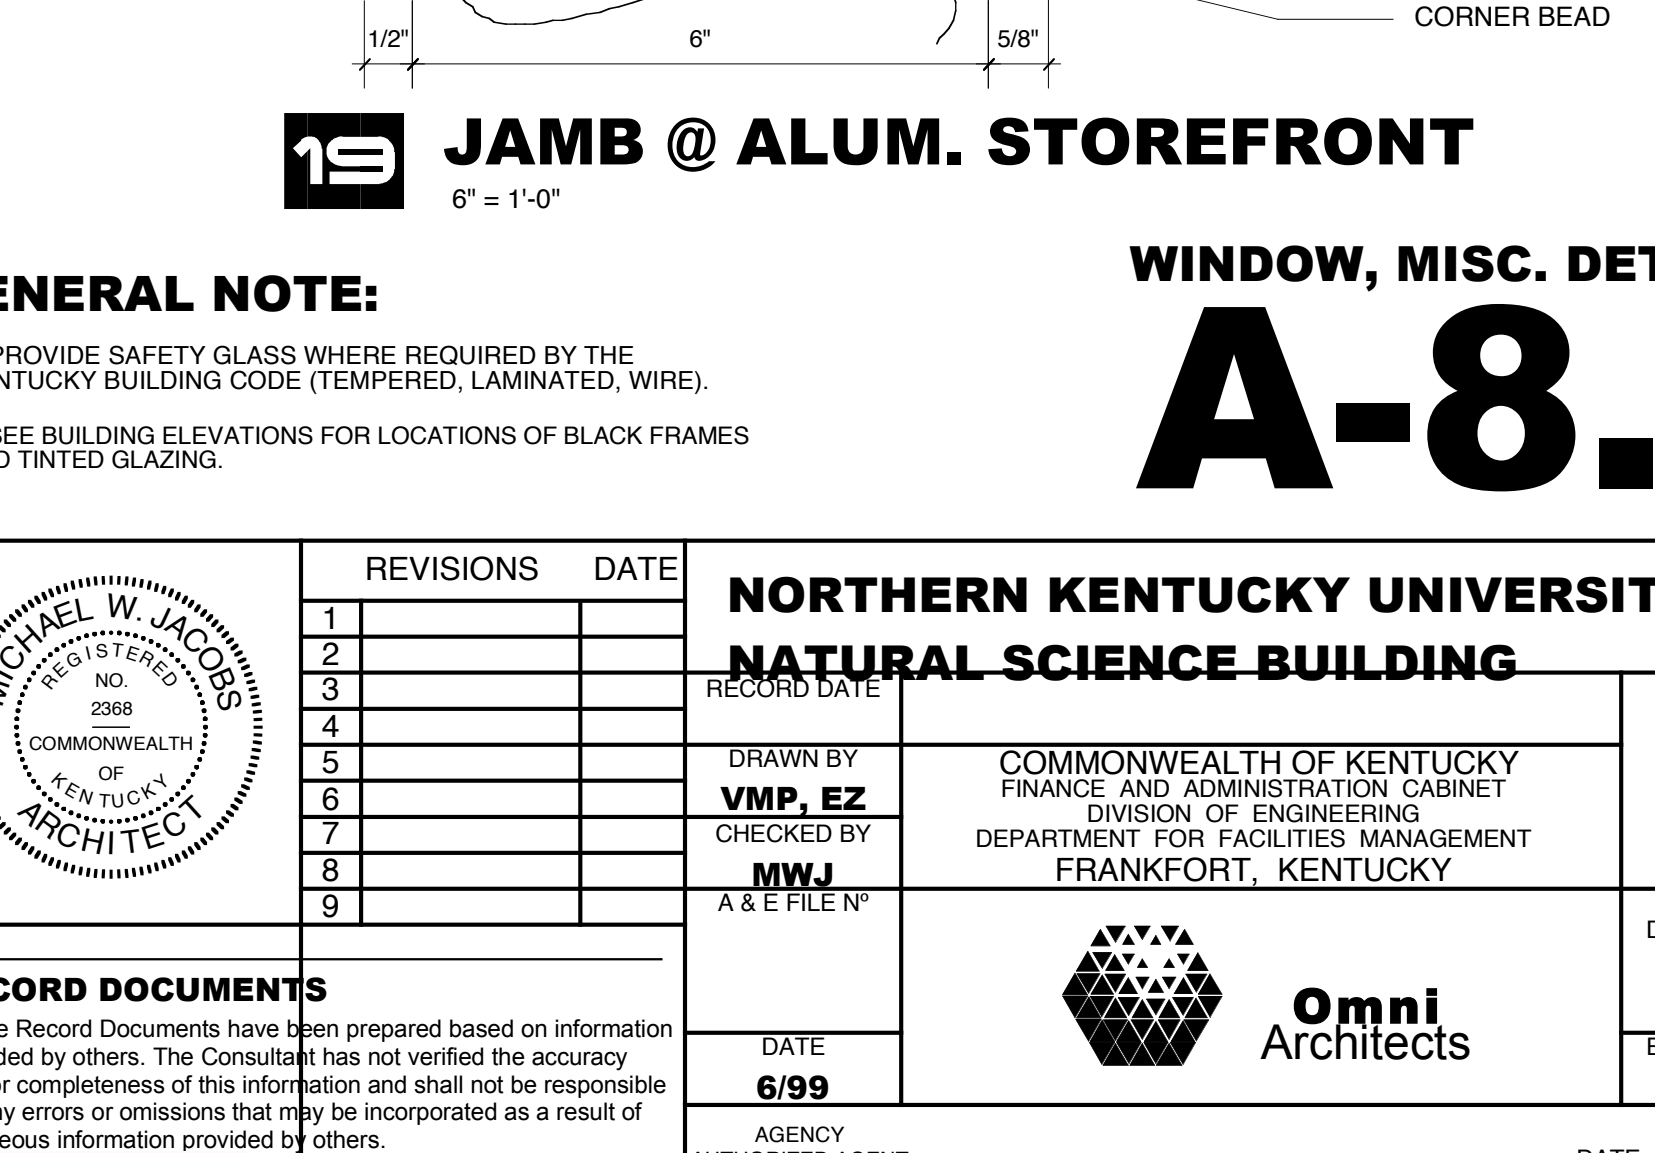 CORNER BEAD
1/2" 6" 5/8"
19 JAMB @ ALUM. STOREFRONT
6" = 1'-0"
WINDOW, MISC. DET
A-8.
ENERAL NOTE:
PROVIDE SAFETY GLASS WHERE REQUIRED BY THE
NTUCKY BUILDING CODE (TEMPERED, LAMINATED, WIRE).
SEE BUILDING ELEVATIONS FOR LOCATIONS OF BLACK FRAMES
D TINTED GLAZING.
MICHAEL W. JACOBS
REGISTERED
NO.
2368
COMMONWEALTH
OF
KENTUCKY
ARCHITECT
REVISIONS DATE
1
2
3
4
5
6
7
8
9
NORTHERN KENTUCKY UNIVERSIT
NATURAL SCIENCE BUILDING
RECORD DATE
DRAWN BY
VMP, EZ
CHECKED BY
MWJ
A & E FILE Nº
DATE
6/99
COMMONWEALTH OF KENTUCKY
FINANCE AND ADMINISTRATION CABINET
DIVISION OF ENGINEERING
DEPARTMENT FOR FACILITIES MANAGEMENT
FRANKFORT, KENTUCKY
Omni
Architects
CORD DOCUMENTS
e Record Documents have been prepared based on information
ded by others. The Consultant has not verified the accuracy
or completeness of this information and shall not be responsible
ny errors or omissions that may be incorporated as a result of
eous information provided by others.
AGENCY
AUTHORIZED AGENT
DATE